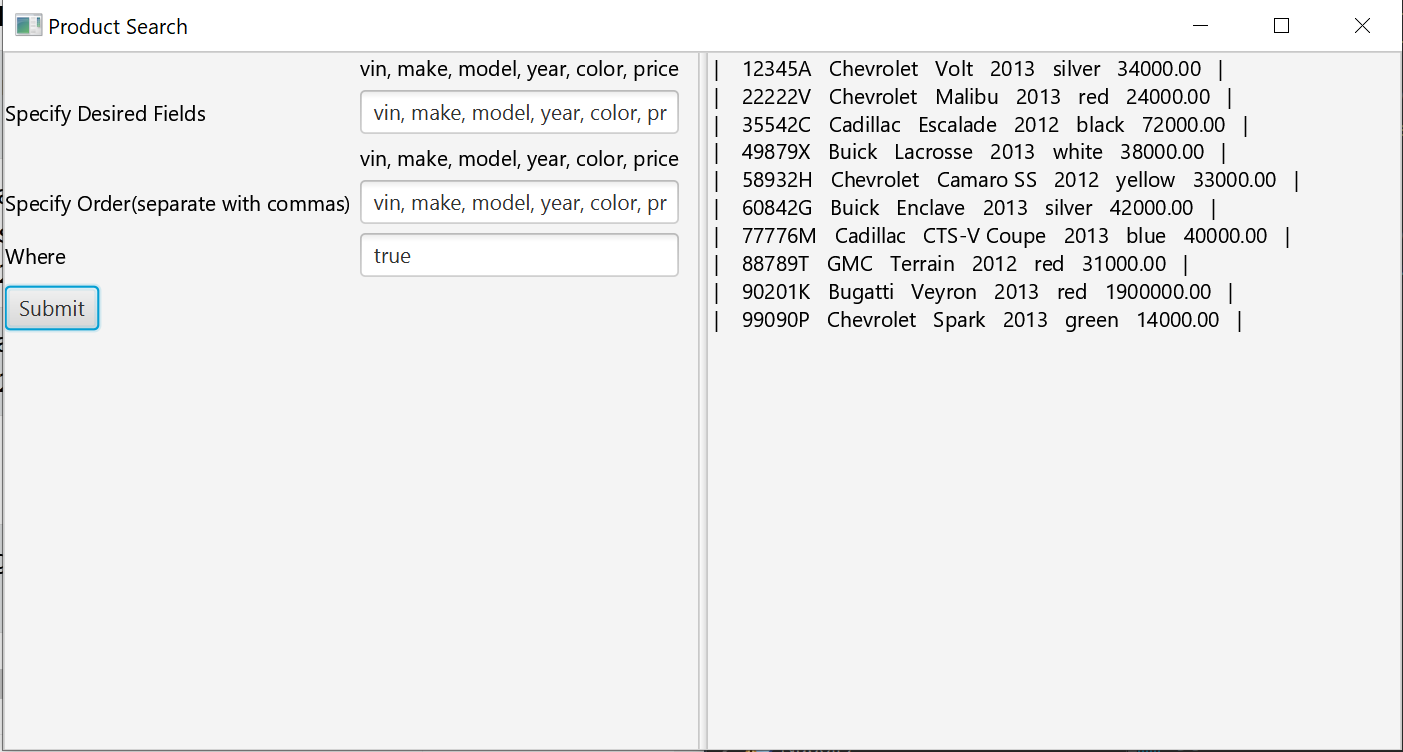 Product Search
vin, make, model, year, color, price
Specify Desired Fields vin, make, model, year, color, pr
vin, make, model, year, color, price
Specify Order(separate with commas) vin, make, model, year, color, pr
Where true
Submit
| 12345A Chevrolet Volt 2013 silver 34000.00 |
| 22222V Chevrolet Malibu 2013 red 24000.00 |
| 35542C Cadillac Escalade 2012 black 72000.00 |
| 49879X Buick Lacrosse 2013 white 38000.00 |
| 58932H Chevrolet Camaro SS 2012 yellow 33000.00 |
| 60842G Buick Enclave 2013 silver 42000.00 |
| 77776M Cadillac CTS-V Coupe 2013 blue 40000.00 |
| 88789T GMC Terrain 2012 red 31000.00 |
| 90201K Bugatti Veyron 2013 red 1900000.00 |
| 99090P Chevrolet Spark 2013 green 14000.00 |